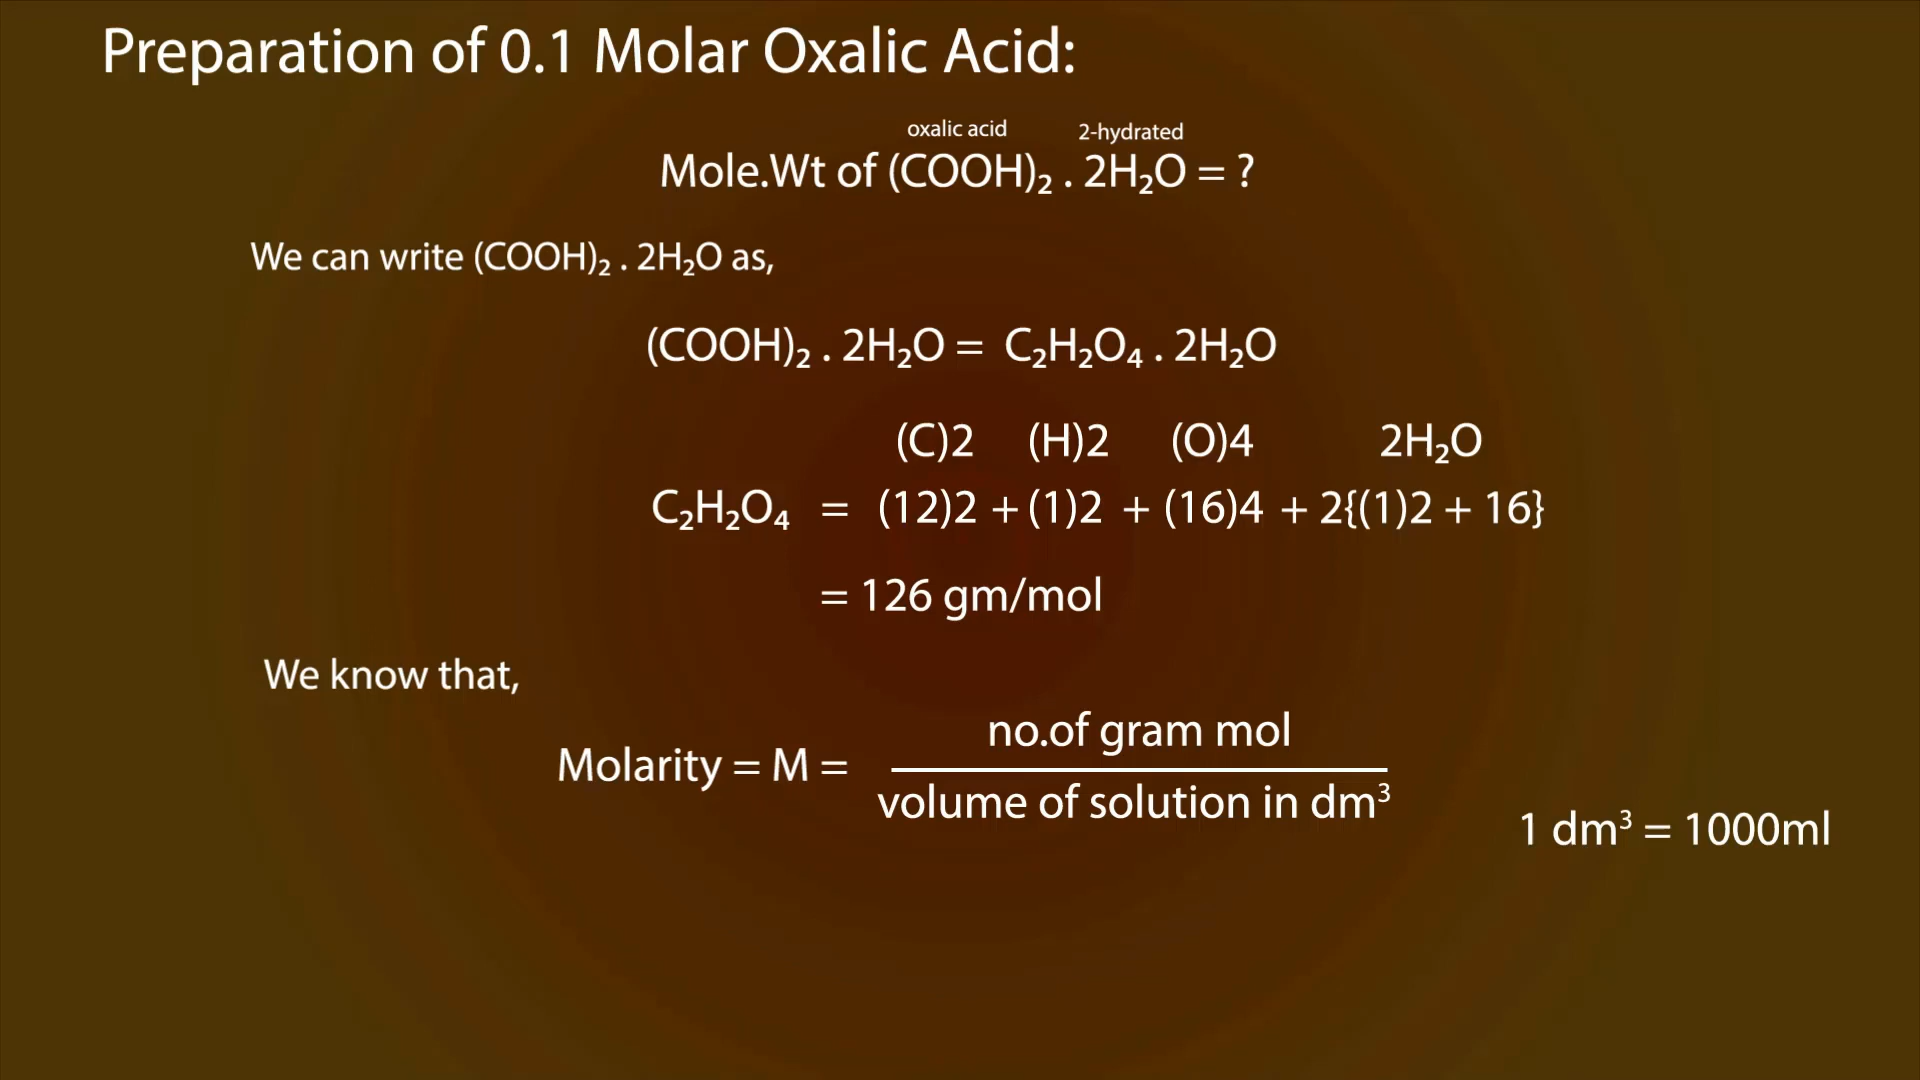 Preparation of 0.1 Molar Oxalic Acid:
oxalic acid 2-hydrated
Mole.Wt of (COOH)₂ . 2H₂O = ?
We can write (COOH)₂ . 2H₂O as,
(COOH)₂ . 2H₂O = C₂H₂O₄ . 2H₂O
(C)2 (H)2 (O)4 2H₂O
C₂H₂O₄ = (12)2 + (1)2 + (16)4 + 2{(1)2 + 16}
= 126 gm/mol
We know that,
no.of gram mol
Molarity = M =
volume of solution in dm³
1 dm³ = 1000ml